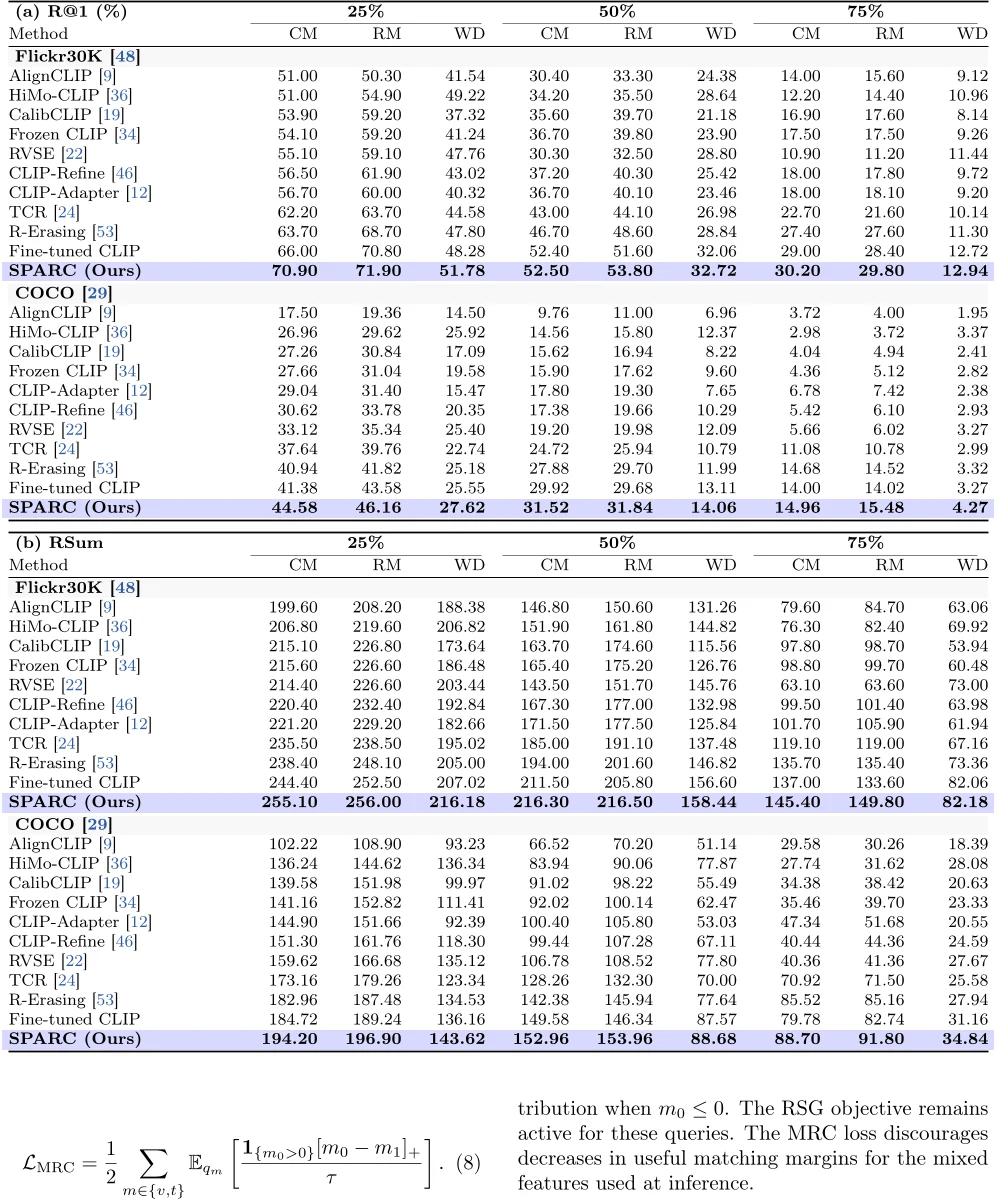 (a) R@1 (%) 25% 50% 75%
Method CM RM WD CM RM WD CM RM WD
Flickr30K [48]
AlignCLIP [9] 51.00 50.30 41.54 30.40 33.30 24.38 14.00 15.60 9.12
HiMo-CLIP [36] 51.00 54.90 49.22 34.20 35.50 28.64 12.20 14.40 10.96
CalibCLIP [19] 53.90 59.20 37.32 35.60 39.70 21.18 16.90 17.60 8.14
Frozen CLIP [34] 54.10 59.20 41.24 36.70 39.80 23.90 17.50 17.50 9.26
RVSE [22] 55.10 59.10 47.76 30.30 32.50 28.80 10.90 11.20 11.44
CLIP-Refine [46] 56.50 61.90 43.02 37.20 40.30 25.42 18.00 17.80 9.72
CLIP-Adapter [12] 56.70 60.00 40.32 36.70 40.10 23.46 18.00 18.10 9.20
TCR [24] 62.20 63.70 44.58 43.00 44.10 26.98 22.70 21.60 10.14
R-Erasing [53] 63.70 68.70 47.80 46.70 48.60 28.84 27.40 27.60 11.30
Fine-tuned CLIP 66.00 70.80 48.28 52.40 51.60 32.06 29.00 28.40 12.72
SPARC (Ours) 70.90 71.90 51.78 52.50 53.80 32.72 30.20 29.80 12.94
COCO [29]
AlignCLIP [9] 17.50 19.36 14.50 9.76 11.00 6.96 3.72 4.00 1.95
HiMo-CLIP [36] 26.96 29.62 25.92 14.56 15.80 12.37 2.98 3.72 3.37
CalibCLIP [19] 27.26 30.84 17.09 15.62 16.94 8.22 4.04 4.94 2.41
Frozen CLIP [34] 27.66 31.04 19.58 15.90 17.62 9.60 4.36 5.12 2.82
CLIP-Adapter [12] 29.04 31.40 15.47 17.80 19.30 7.65 6.78 7.42 2.38
CLIP-Refine [46] 30.62 33.78 20.35 17.38 19.66 10.29 5.42 6.10 2.93
RVSE [22] 33.12 35.34 25.40 19.20 19.98 12.09 5.66 6.02 3.27
TCR [24] 37.64 39.76 22.74 24.72 25.94 10.79 11.08 10.78 2.99
R-Erasing [53] 40.94 41.82 25.18 27.88 29.70 11.99 14.68 14.52 3.32
Fine-tuned CLIP 41.38 43.58 25.55 29.92 29.68 13.11 14.00 14.02 3.27
SPARC (Ours) 44.58 46.16 27.62 31.52 31.84 14.06 14.96 15.48 4.27
(b) RSum 25% 50% 75%
Method CM RM WD CM RM WD CM RM WD
Flickr30K [48]
AlignCLIP [9] 199.60 208.20 188.38 146.80 150.60 131.26 79.60 84.70 63.06
HiMo-CLIP [36] 206.80 219.60 206.82 151.90 161.80 144.82 76.30 82.40 69.92
CalibCLIP [19] 215.10 226.80 173.64 163.70 174.60 115.56 97.80 98.70 53.94
Frozen CLIP [34] 215.60 226.60 186.48 165.40 175.20 126.76 98.80 99.70 60.48
RVSE [22] 214.40 226.60 203.44 143.50 151.70 145.76 63.10 63.60 73.00
CLIP-Refine [46] 220.40 232.40 192.84 167.30 177.00 132.98 99.50 101.40 63.98
CLIP-Adapter [12] 221.20 229.20 182.66 171.50 177.50 125.84 101.70 105.90 61.94
TCR [24] 235.50 238.50 195.02 185.00 191.10 137.48 119.10 119.00 67.16
R-Erasing [53] 238.40 248.10 205.00 194.00 201.60 146.82 135.70 135.40 73.36
Fine-tuned CLIP 244.40 252.50 207.02 211.50 205.80 156.60 137.00 133.60 82.06
SPARC (Ours) 255.10 256.00 216.18 216.30 216.50 158.44 145.40 149.80 82.18
COCO [29]
AlignCLIP [9] 102.22 108.90 93.23 66.52 70.20 51.14 29.58 30.26 18.39
HiMo-CLIP [36] 136.24 144.62 136.34 83.94 90.06 77.87 27.74 31.62 28.08
CalibCLIP [19] 139.58 151.98 99.97 91.02 98.22 55.49 34.38 38.42 20.63
Frozen CLIP [34] 141.16 152.82 111.41 92.02 100.14 62.47 35.46 39.70 23.33
CLIP-Adapter [12] 144.90 151.66 92.39 100.40 105.80 53.03 47.34 51.68 20.55
CLIP-Refine [46] 151.30 161.76 118.30 99.44 107.28 67.11 40.44 44.36 24.59
RVSE [22] 159.62 166.68 135.12 106.78 108.52 77.80 40.36 41.36 27.67
TCR [24] 173.16 179.26 123.34 128.26 132.30 70.00 70.92 71.50 25.58
R-Erasing [53] 182.96 187.48 134.53 142.38 145.94 77.64 85.52 85.16 27.94
Fine-tuned CLIP 184.72 189.24 136.16 149.58 146.34 87.57 79.78 82.74 31.16
SPARC (Ours) 194.20 196.90 143.62 152.96 153.96 88.68 88.70 91.80 34.84
ℒ_MRC = 1/2 ∑_{m∈{v,t}} 𝔼_{q_m} [ 𝟏_{{m_0>0}}[m_0 − m_1]_+ / τ ] . (8)
tribution when m_0 ≤ 0. The RSG objective remains
active for these queries. The MRC loss discourages
decreases in useful matching margins for the mixed
features used at inference.